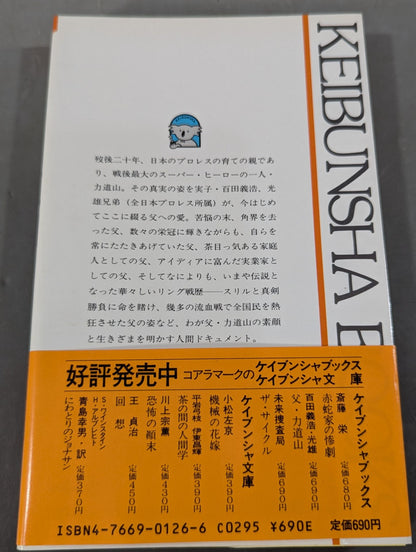 KEIBUNSHA B
歿後二十年、日本のプロレスの育ての親であ
り、戦後最大のスーパー・ヒーローの一人・
力道山。その真実の姿を実子・百田義浩、光
雄兄弟（全日本プロレス所属）が、今はじめ
てここに綴る父への愛。苦悩の末、角界を去
った父、数々の栄冠に輝きながらも、自らを
常にたたきあげていた父、茶目っ気ある家庭
人としての父、アイディアに富んだ実業家と
しての父、そしてなによりも、いまや伝説と
なった華々しいリング戦歴──スリルと真剣
勝負に命を賭け、幾多の流血戦で全国民を熱
狂させた父の姿など、わが父・力道山の素顔
と生きざまを明かす人間ドキュメント。
好評発売中
コアラマークの
ケイブンシャブックス
ケイブンシャ文庫
ケイブンシャブックス
斎藤 栄
赤蛇家の惨劇 定価680円
百田義浩・光雄
父・力道山 定価690円
未来捜査局
ザ・サイクル 定価690円
ケイブンシャ文庫
小松左京
機械の花嫁 定価390円
平岩弓枝 伊東昌輝
茶の間の人間学 定価390円
川上宗薫
恐怖の顛末 定価430円
王 貞治
回想 定価450円
S・ワインスタイン
H・アルブレヒト
青島幸男・訳
にわとりのジョナサン 定価370円
ISBN4-7669-0126-6 C0295 ¥690E
定価690円